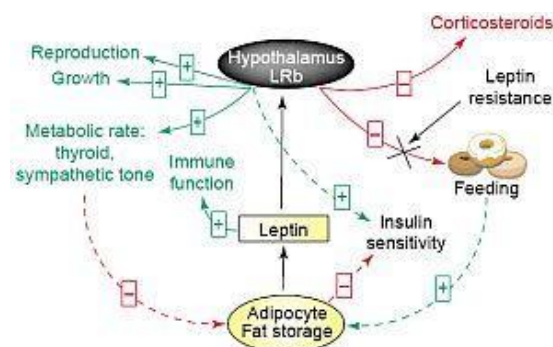 Corticosteroids
Reproduction
+
Hypothalamus
LRb
Growth
+
−
Leptin
resistance
+
−
Metabolic rate:
thyroid,
sympathetic tone
Immune
function
Feeding
+
+
Leptin
Insulin
sensitivity
−
−
+
Adipocyte
Fat storage